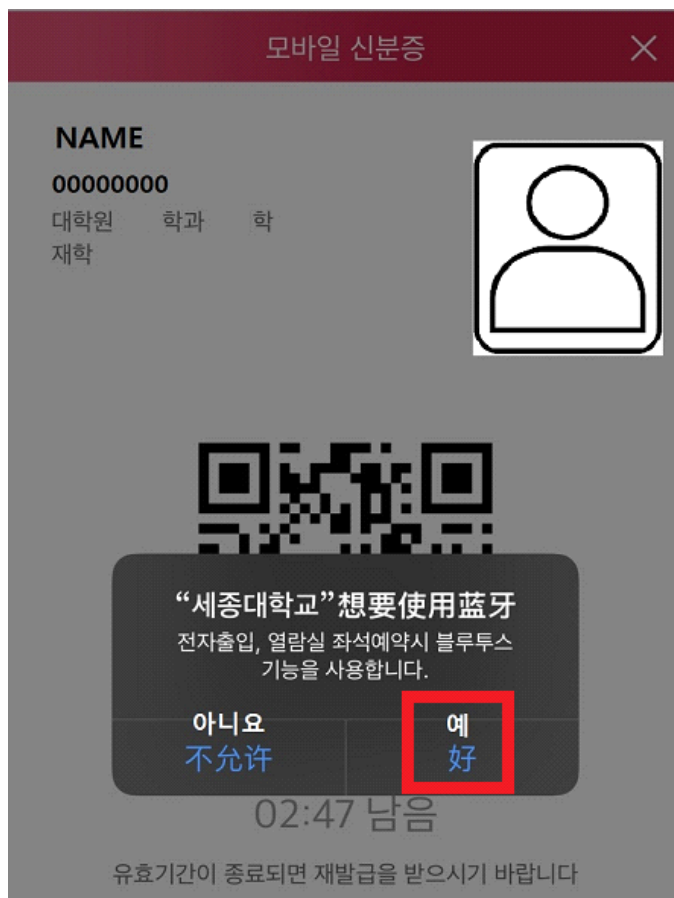 모바일 신분증
NAME
00000000
대학원 학과 학
재학
“세종대학교”想要使用蓝牙
전자출입, 열람실 좌석예약시 블루투스
기능을 사용합니다.
아니요 예
不允许 好
02:47 남음
유효기간이 종료되면 재발급을 받으시기 바랍니다